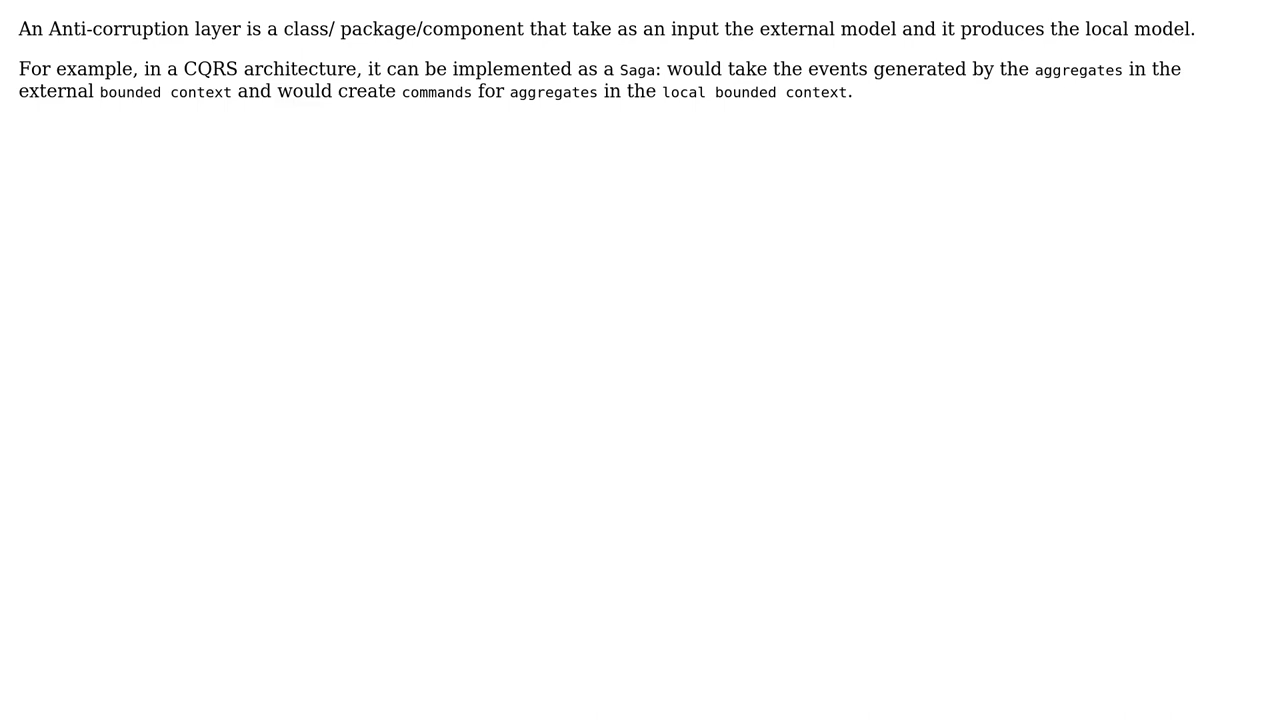 An Anti-corruption layer is a class/ package/component that take as an input the external model and it produces the local model.
For example, in a CQRS architecture, it can be implemented as a Saga: would take the events generated by the aggregates in the
external bounded context and would create commands for aggregates in the local bounded context.